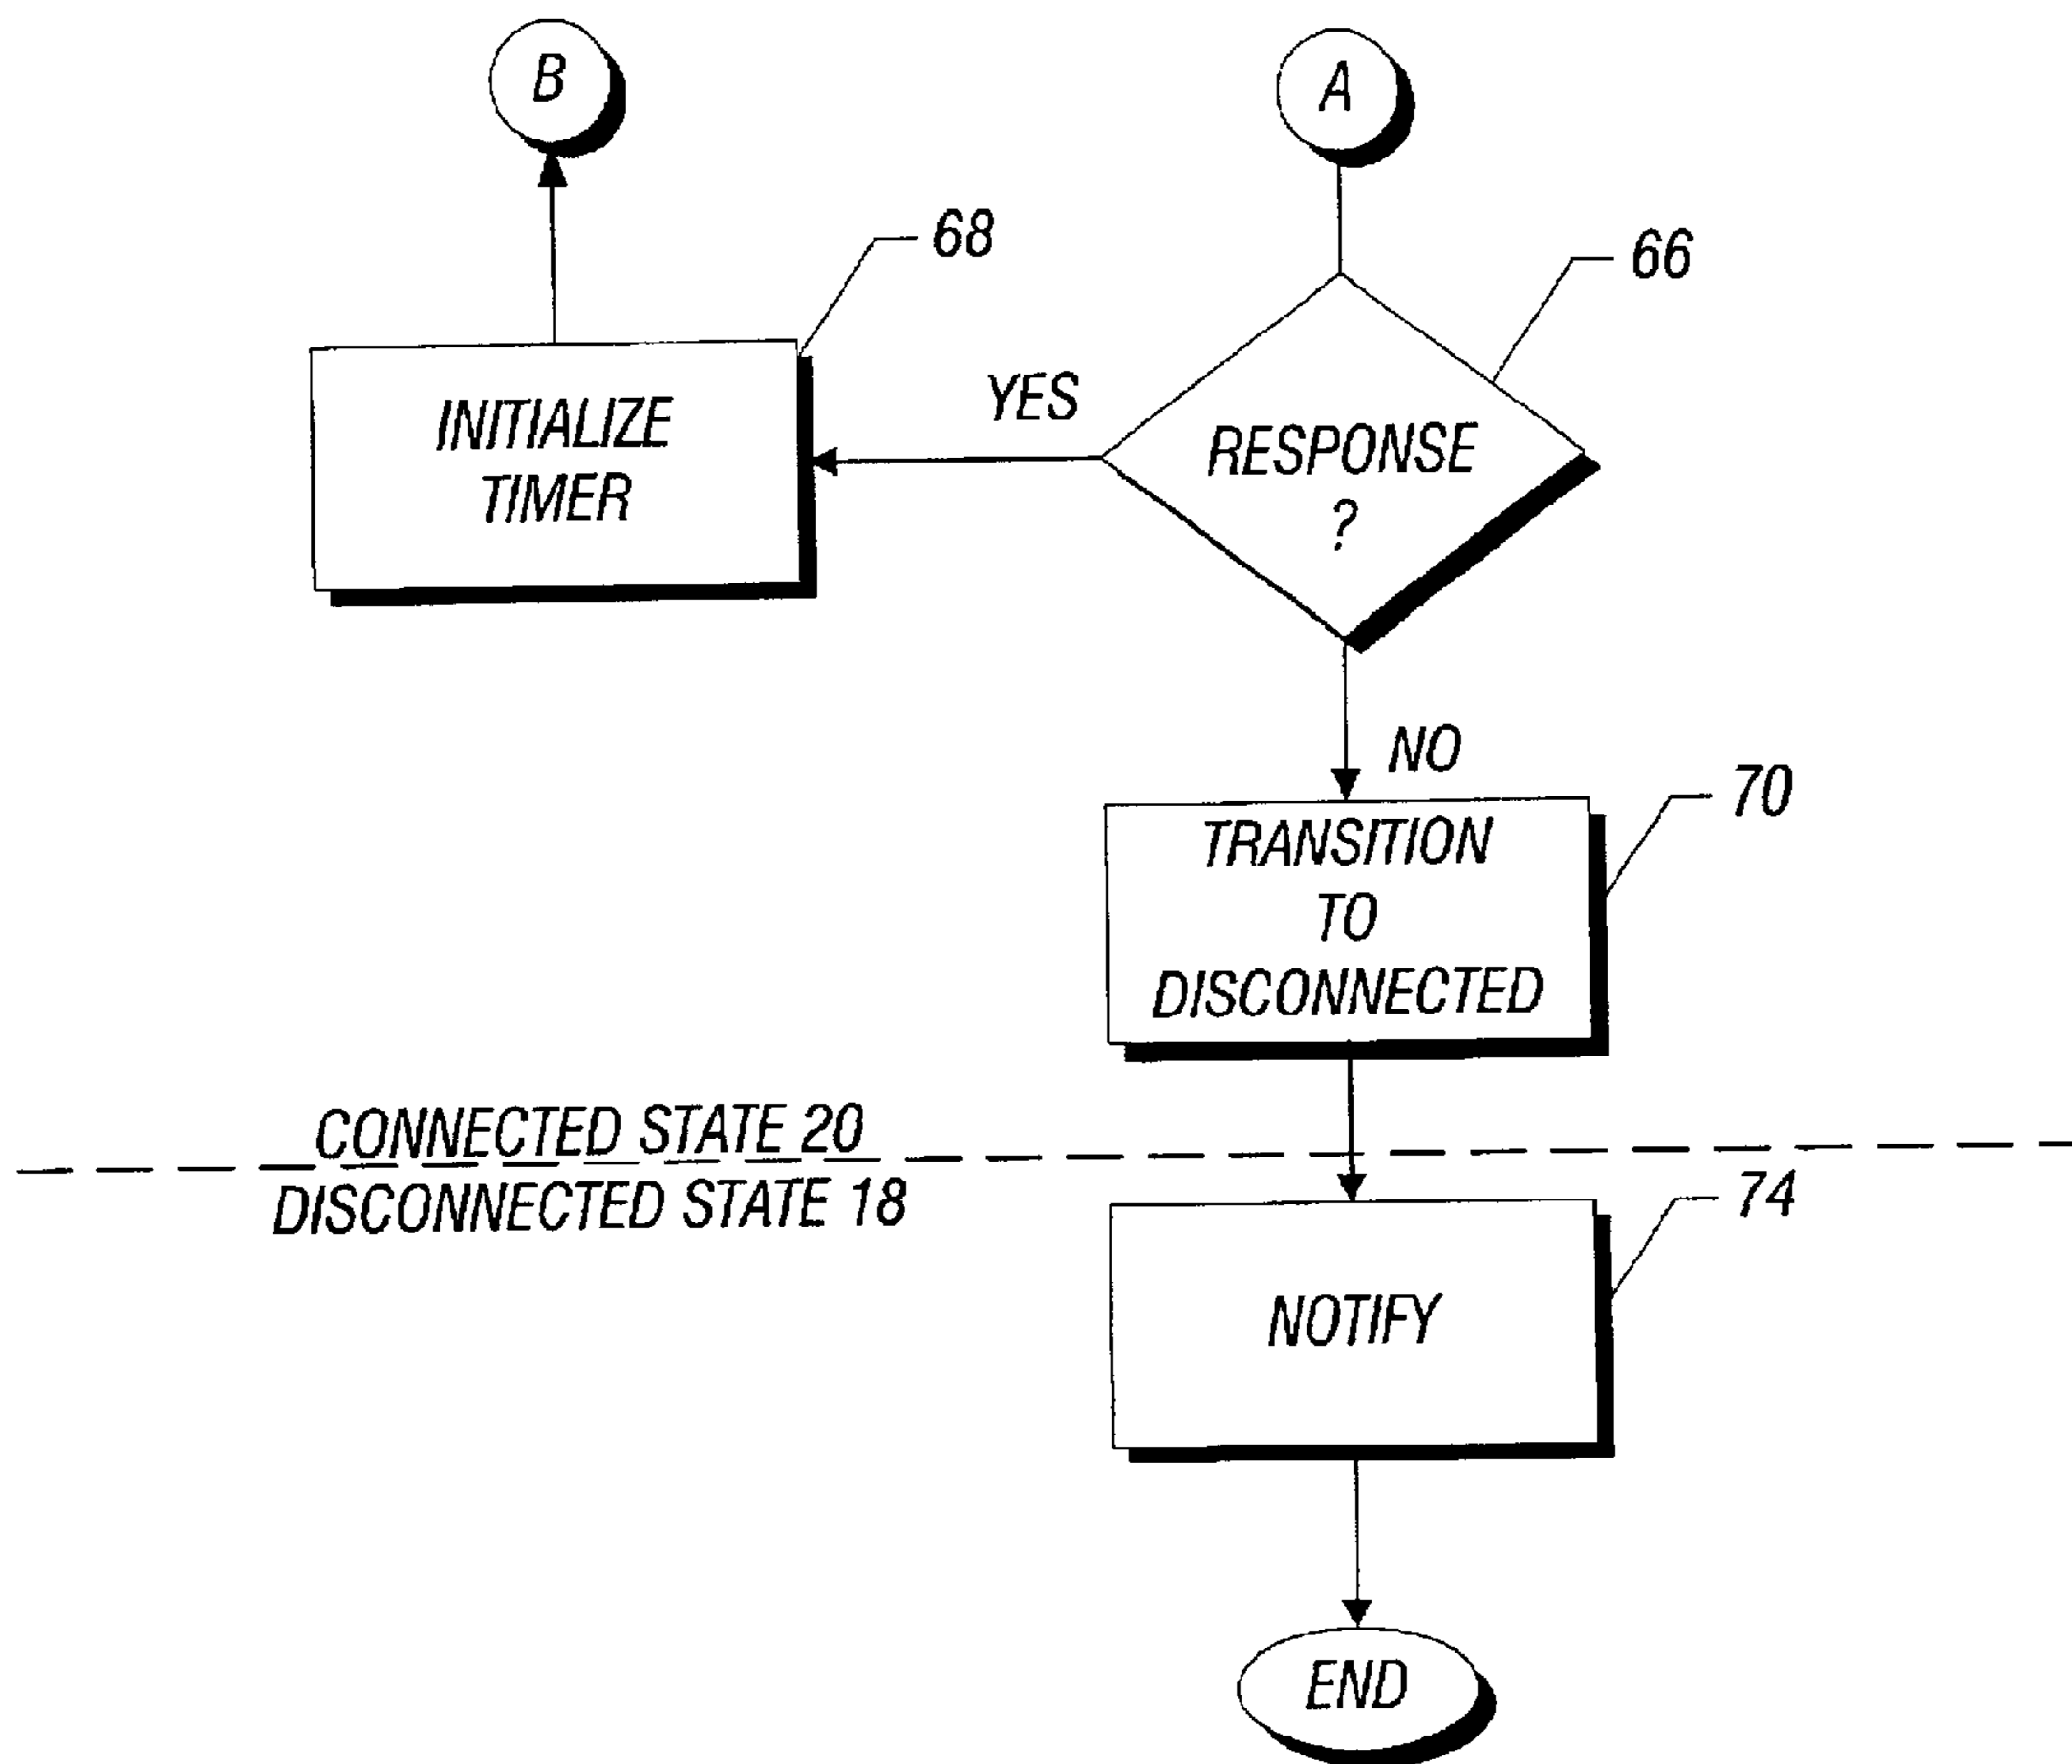 B
A
68
66
INITIALIZE
TIMER
YES
RESPONSE
?
NO
70
TRANSITION
TO
DISCONNECTED
CONNECTED STATE 20
DISCONNECTED STATE 18
74
NOTIFY
END